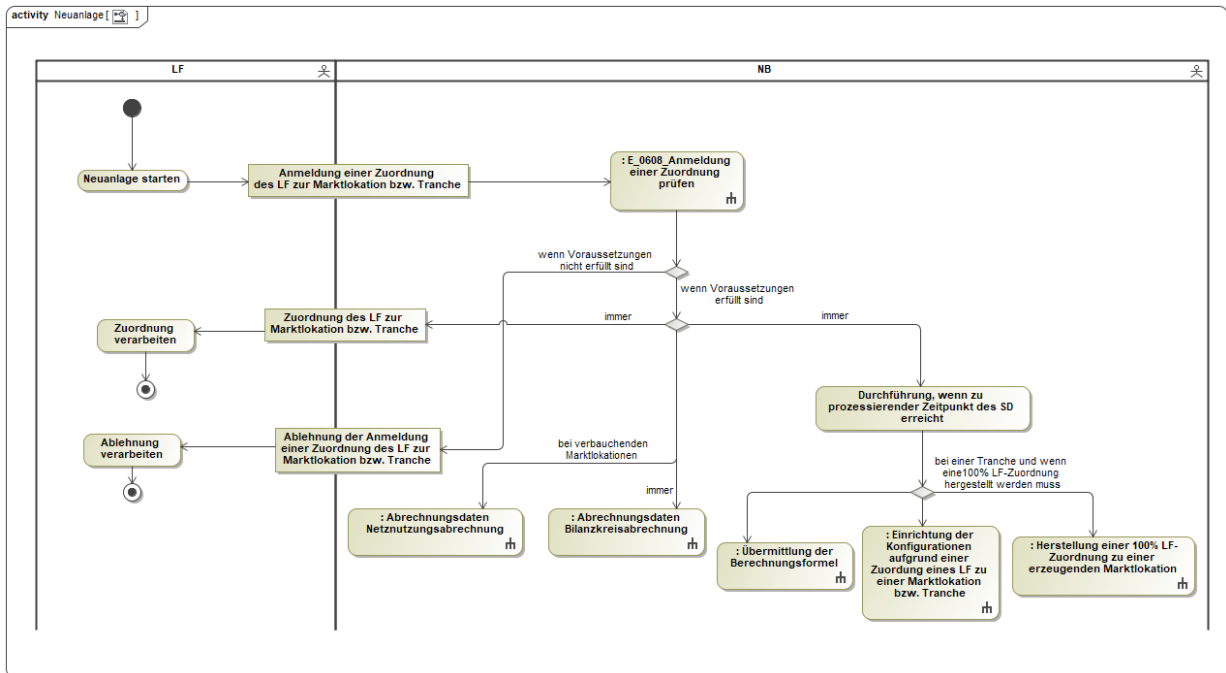 activity Neuanlage [ ]
LF
NB
Neuanlage starten
Anmeldung einer Zuordnung
des LF zur Marktlokation bzw. Tranche
: E_0608_Anmeldung
einer Zuordnung
prüfen
wenn Voraussetzungen
nicht erfüllt sind
wenn Voraussetzungen
erfüllt sind
Zuordnung
verarbeiten
Zuordnung des LF zur
Marktlokation bzw. Tranche
immer
immer
Durchführung, wenn zu
prozessierender Zeitpunkt des SD
erreicht
Ablehnung
verarbeiten
Ablehnung der Anmeldung
einer Zuordnung des LF zur
Marktlokation bzw. Tranche
bei verbauchenden
Marktlokationen
immer
bei einer Tranche und wenn
eine100% LF-Zuordnung
hergestellt werden muss
: Abrechnungsdaten
Netznutzungsabrechnung
: Abrechnungsdaten
Bilanzkreisabrechnung
: Übermittlung der
Berechnungsformel
: Einrichtung der
Konfigurationen
aufgrund einer
Zuordung eines LF zu
einer Marktlokation
bzw. Tranche
: Herstellung einer 100% LF-
Zuordnung zu einer
erzeugenden Marktlokation